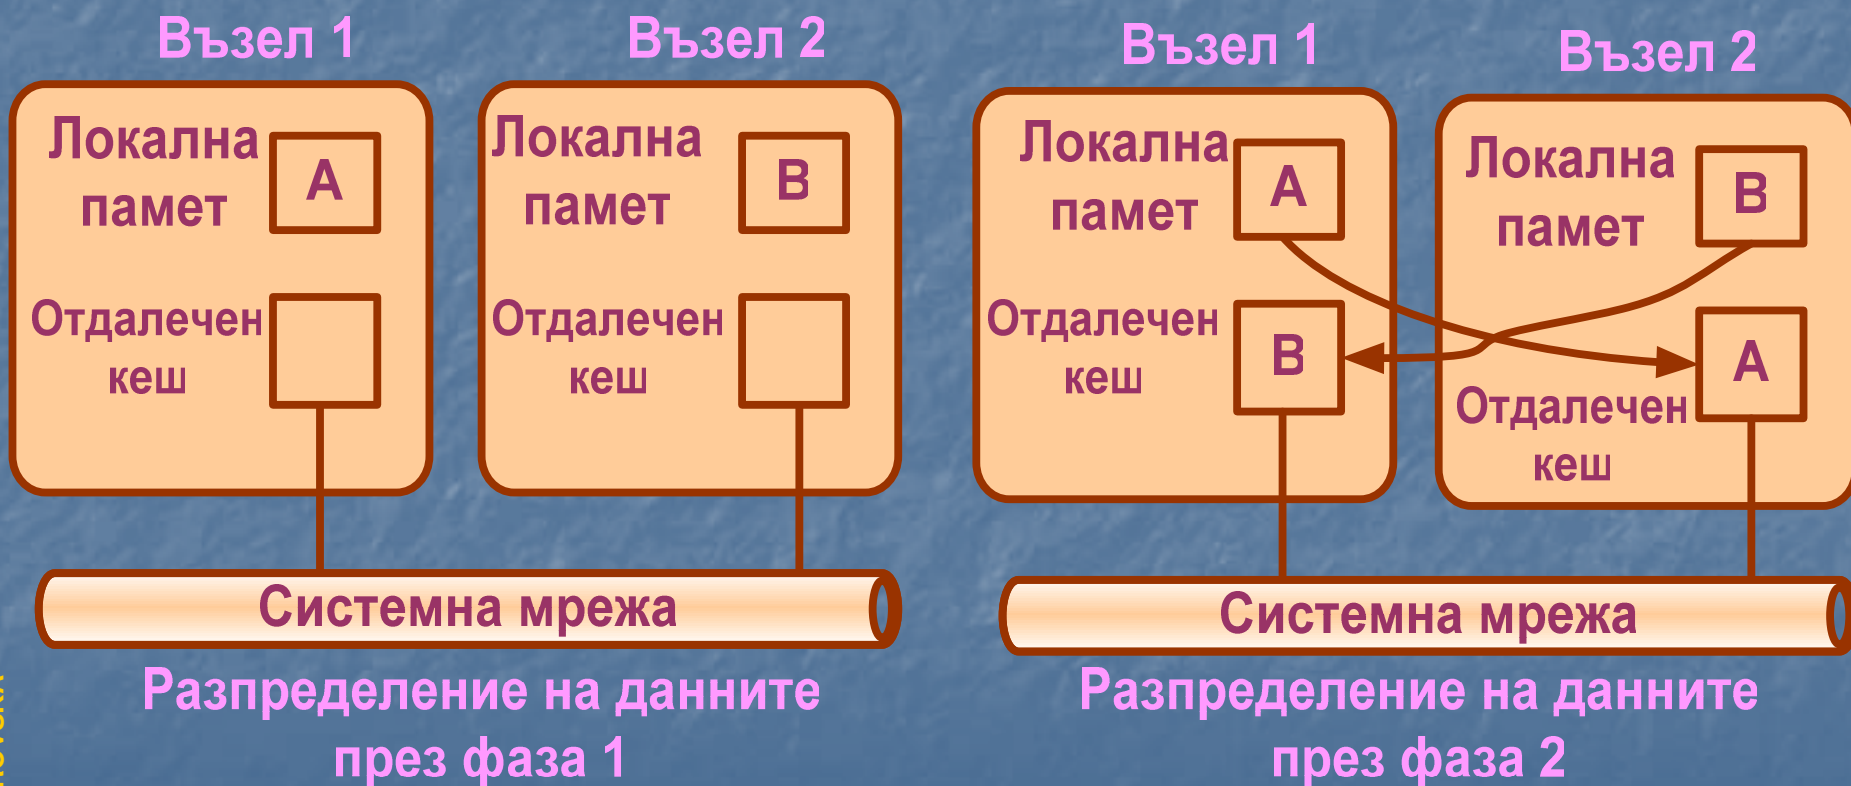 Възел 1
Възел 2
Локална
памет
A
Отдалечен
кеш
Локална
памет
B
Отдалечен
кеш
Системна мрежа
Разпределение на данните
през фаза 1
Възел 1
Възел 2
Локална
памет
A
Отдалечен
кеш
B
Локална
памет
B
A
Отдалечен
кеш
Системна мрежа
Разпределение на данните
през фаза 2